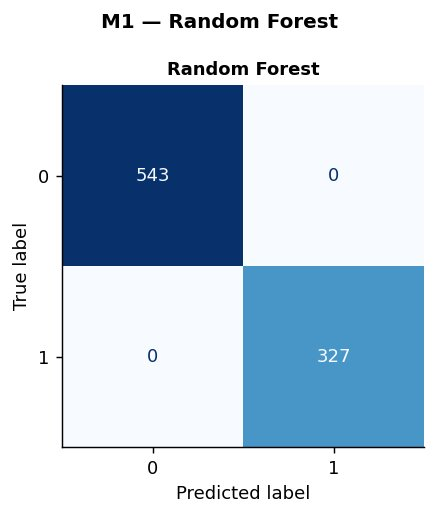 M1 — Random Forest
Random Forest
True label
0
543
0
1
0
327
0
1
Predicted label